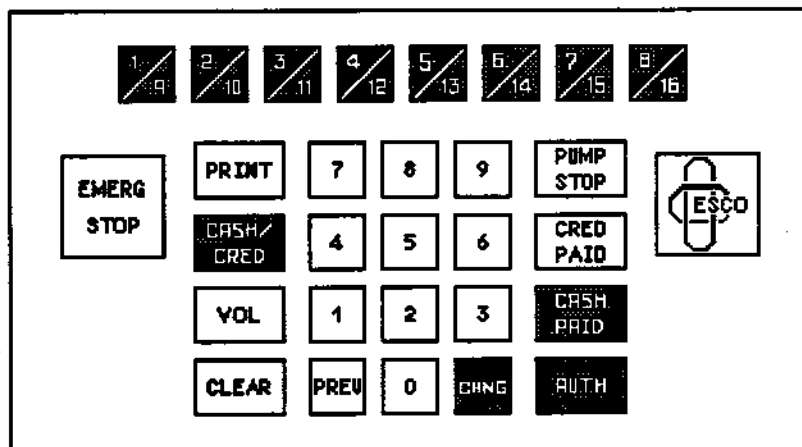 1/9 2/10 3/11 4/12 5/13 6/14 7/15 8/16
EMERG
STOP
PRINT 7 8 9 PUMP
STOP
ESCO
CASH/
CRED 4 5 6 CRED
PAID
VOL 1 2 3 CASH
PAID
CLEAR PREV 0 CHNG AUTH